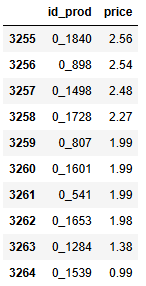 id_prod price
3255 0_1840 2.56
3256 0_898 2.54
3257 0_1498 2.48
3258 0_1728 2.27
3259 0_807 1.99
3260 0_1601 1.99
3261 0_541 1.99
3262 0_1653 1.98
3263 0_1284 1.38
3264 0_1539 0.99